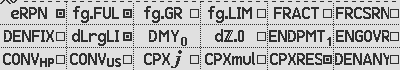 eRPN fg.FUL fg.GR fg.LIM FRACT FRCSRN
DENFIX dLrgLI DMY₀ dZ.0 ENDPMT₁ ENGOVR
CONVHP CONVUS CPXj CPXmul CPXRES DENANY